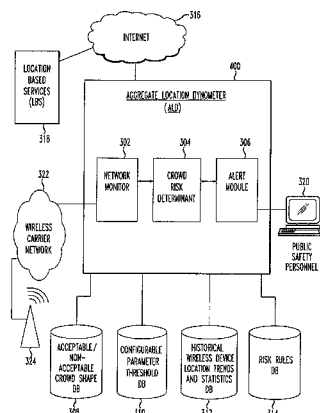 316
INTERNET
LOCATION
BASED
SERVICES
(LBS)
318
400
AGGREGATE LOCATION DYNOMETER
(ALD)
302
NETWORK
MONITOR
304
CROWD
RISK
DETERMINANT
306
ALERT
MODULE
322
WIRELESS
CARRIER
NETWORK
320
PUBLIC
SAFETY
PERSONNEL
324
ACCEPTABLE/
NON-
ACCEPTABLE
CROWD SHAPE
DB
308
CONFIGURABLE
PARAMETER
THRESHOLD
DB
310
HISTORICAL
WIRELESS DEVICE
LOCATION TRENDS
AND STATISTICS
DB
312
RISK RULES
DB
314